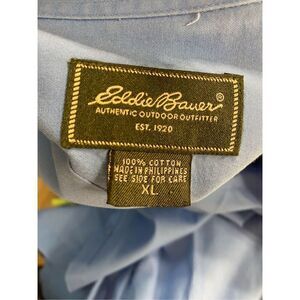 Eddie Bauer®
AUTHENTIC OUTDOOR OUTFITTER
EST. 1920
100% COTTON
MADE IN PHILIPPINES
SEE SIDE FOR CARE
XL